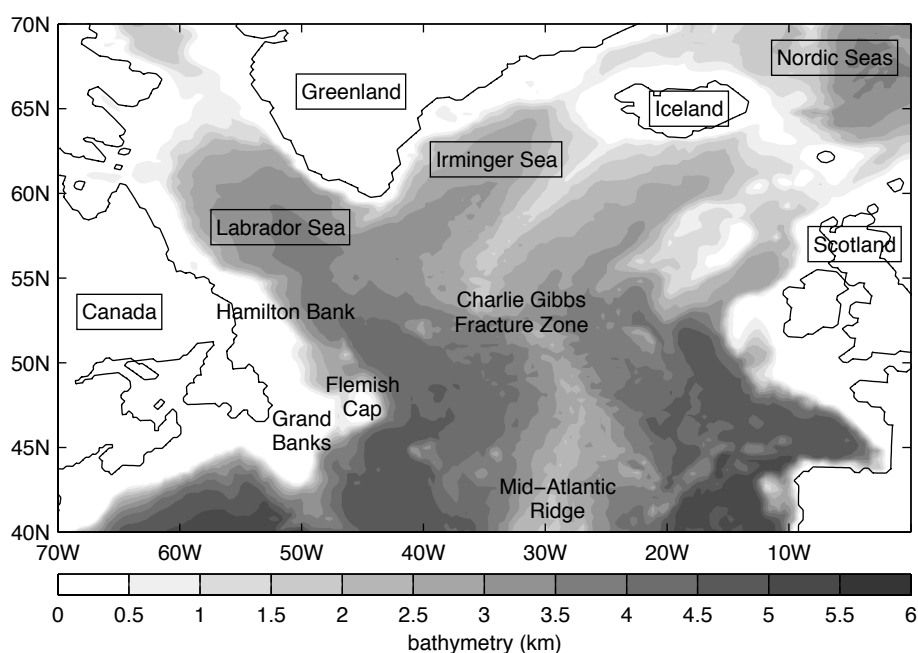 70N
Nordic Seas
Greenland
65N
Iceland
Irminger Sea
60N
Labrador Sea
Scotland
55N
Canada
Hamilton Bank
Charlie Gibbs
Fracture Zone
50N
Flemish
Cap
Grand
Banks
45N
Mid−Atlantic
Ridge
40N
70W 60W 50W 40W 30W 20W 10W
0 0.5 1 1.5 2 2.5 3 3.5 4 4.5 5 5.5 6
bathymetry (km)